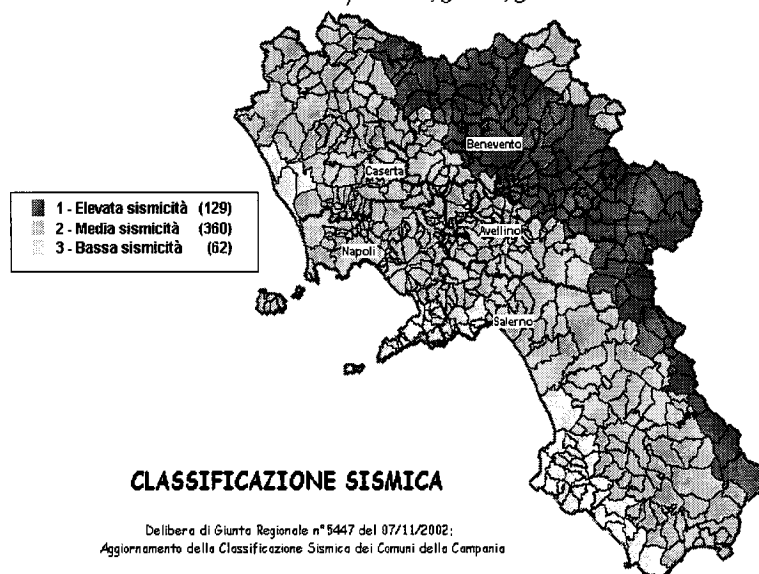 Benevento
Caserta
1 - Elevata sismicità (129)
2 - Media sismicità (360)
3 - Bassa sismicità (62)
Avellino
Napoli
Salerno
CLASSIFICAZIONE SISMICA
Delibera di Giunta Regionale n°5447 del 07/11/2002;
Aggiornamento della Classificazione Sismica dei Comuni della Campania